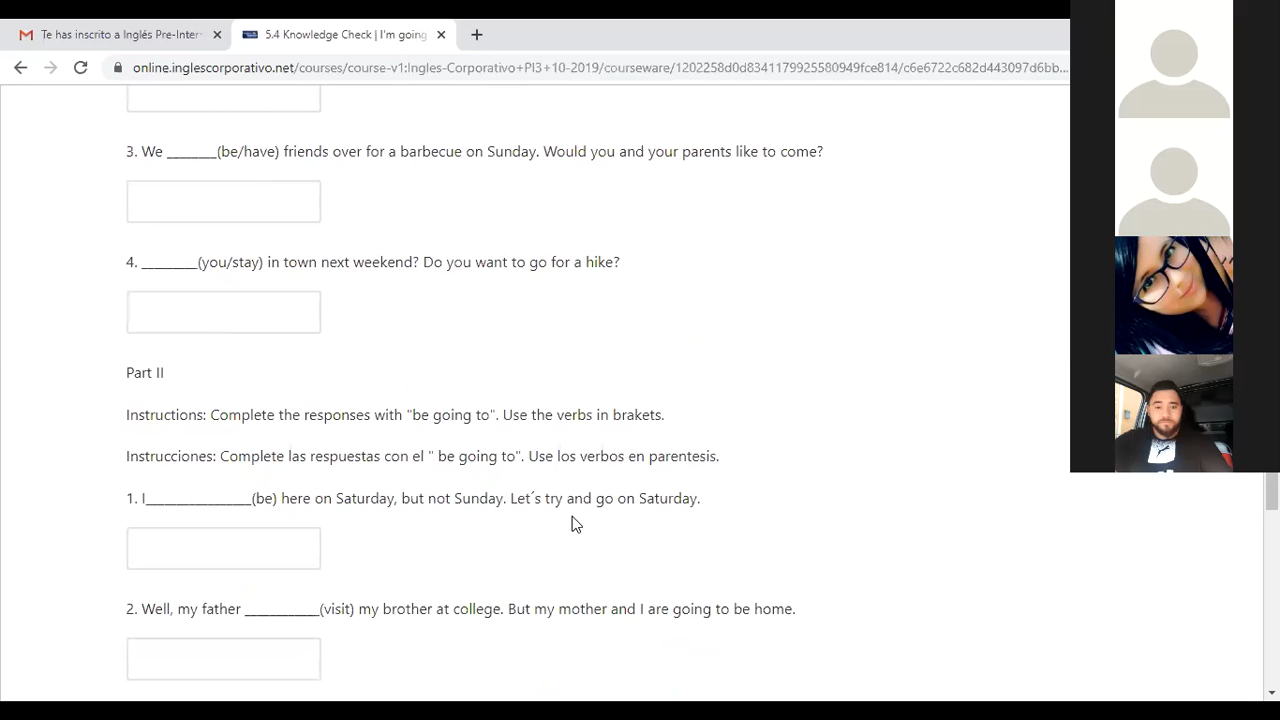 Te has inscrito a Inglés Pre-Inter
5.4 Knowledge Check | I'm going
online.inglescorporativo.net/courses/course-v1:Ingles-Corporativo+PI3+10-2019/courseware/1202258d0d8341179925580949fce814/c6e6722c682d443097d6bb...
3. We _______(be/have) friends over for a barbecue on Sunday. Would you and your parents like to come?
4. ________(you/stay) in town next weekend? Do you want to go for a hike?
Part II
Instructions: Complete the responses with "be going to". Use the verbs in brakets.
Instrucciones: Complete las respuestas con el " be going to". Use los verbos en parentesis.
1. I_______________(be) here on Saturday, but not Sunday. Let´s try and go on Saturday.
2. Well, my father ___________(visit) my brother at college. But my mother and I are going to be home.